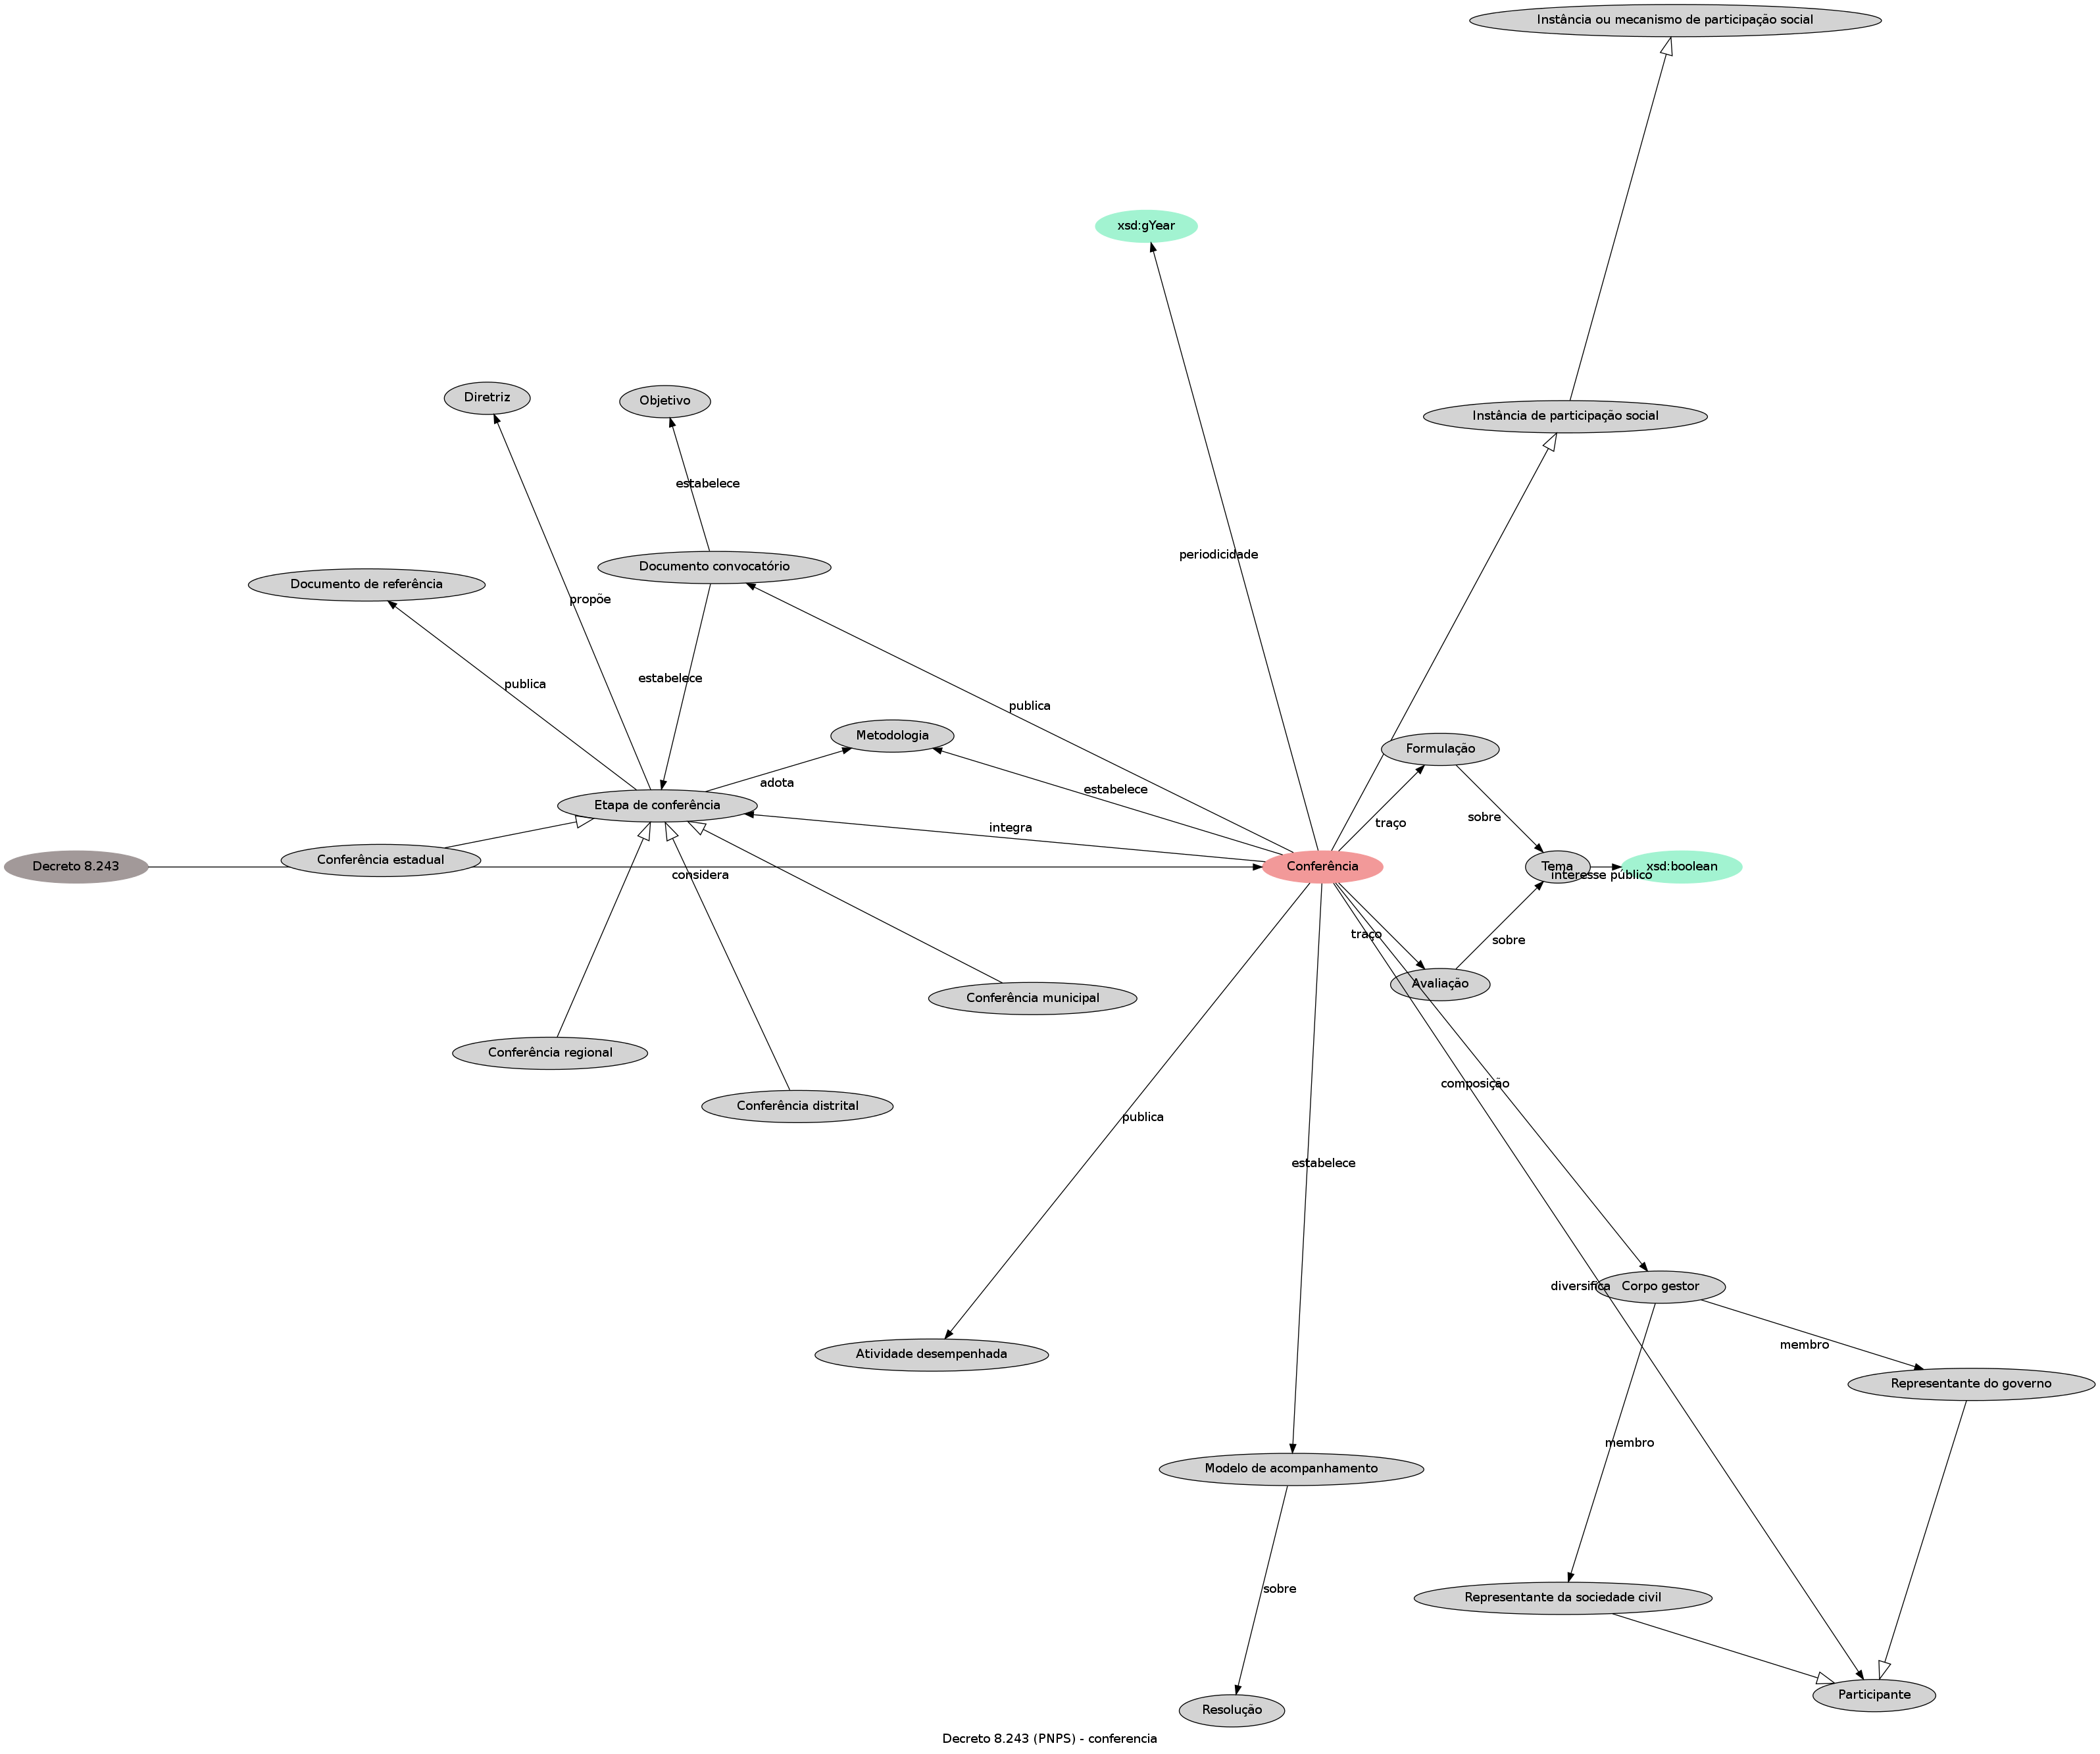 Instância ou mecanismo de participação social
xsd:gYear
Diretriz
Objetivo
Instância de participação social
estabelece
periodicidade
Documento convocatório
Documento de referência
propõe
estabelece
publica
publica
Metodologia
Formulação
adota
estabelece
Etapa de conferência
traço
sobre
integra
Conferência estadual
Decreto 8.243
considera
Conferência
Tema
interesse público
xsd:boolean
traço
sobre
Avaliação
Conferência municipal
Conferência regional
composição
Conferência distrital
publica
estabelece
diversifica
Corpo gestor
membro
Atividade desempenhada
Representante do governo
membro
Modelo de acompanhamento
sobre
Representante da sociedade civil
Participante
Resolução
Decreto 8.243 (PNPS) - conferencia